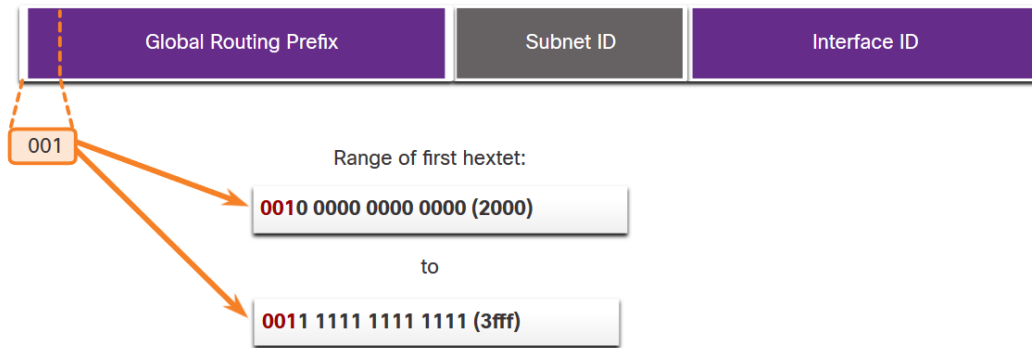 Global Routing Prefix Subnet ID Interface ID
001
Range of first hextet:
0010 0000 0000 0000 (2000)
to
0011 1111 1111 1111 (3fff)